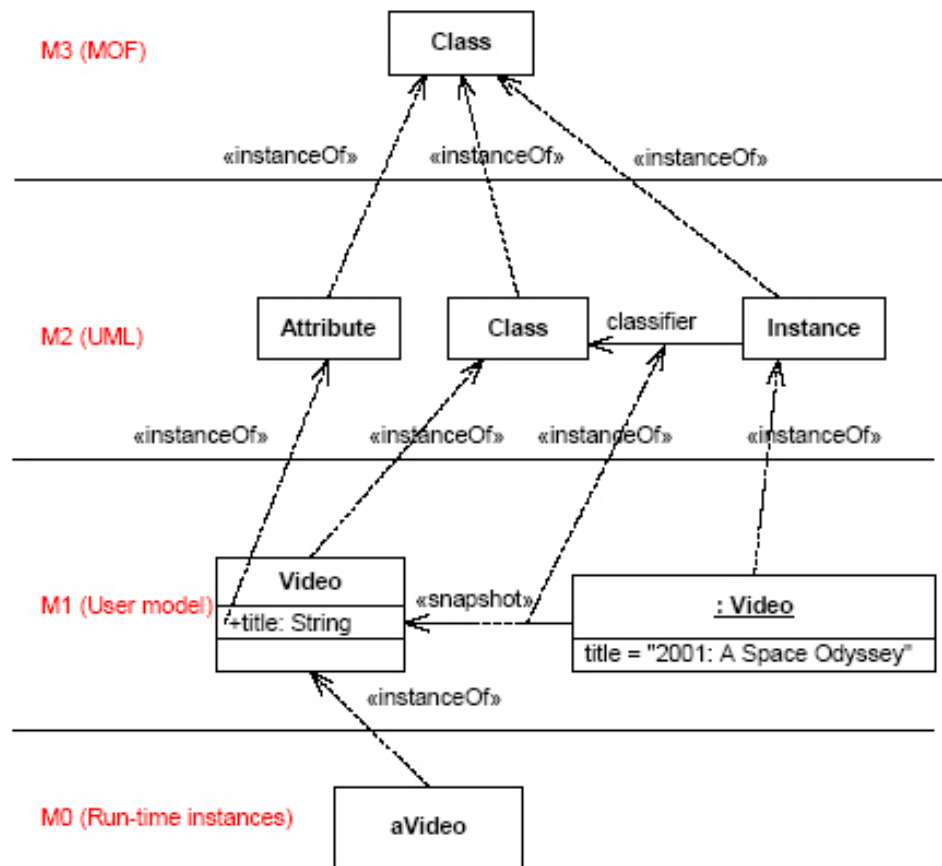 M3 (MOF)
Class
«instanceOf»
«instanceOf»
«instanceOf»
M2 (UML)
Attribute
Class
classifier
Instance
«instanceOf»
«instanceOf»
«instanceOf»
«instanceOf»
M1 (User model)
Video
+title: String
«snapshot»
: Video
title = "2001: A Space Odyssey"
«instanceOf»
M0 (Run-time instances)
aVideo